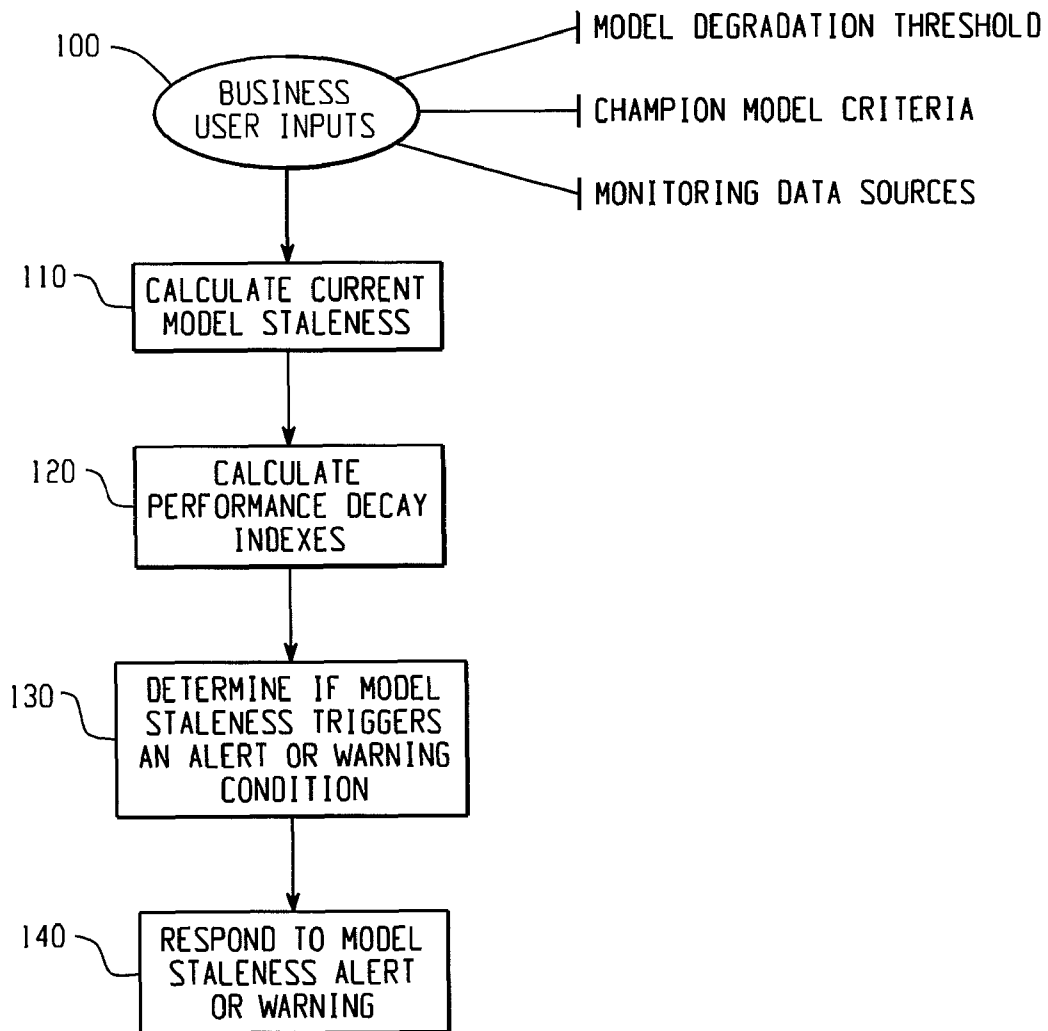 MODEL DEGRADATION THRESHOLD
100
BUSINESS
USER INPUTS
CHAMPION MODEL CRITERIA
MONITORING DATA SOURCES
110
CALCULATE CURRENT
MODEL STALENESS
120
CALCULATE
PERFORMANCE DECAY
INDEXES
130
DETERMINE IF MODEL
STALENESS TRIGGERS
AN ALERT OR WARNING
CONDITION
140
RESPOND TO MODEL
STALENESS ALERT
OR WARNING